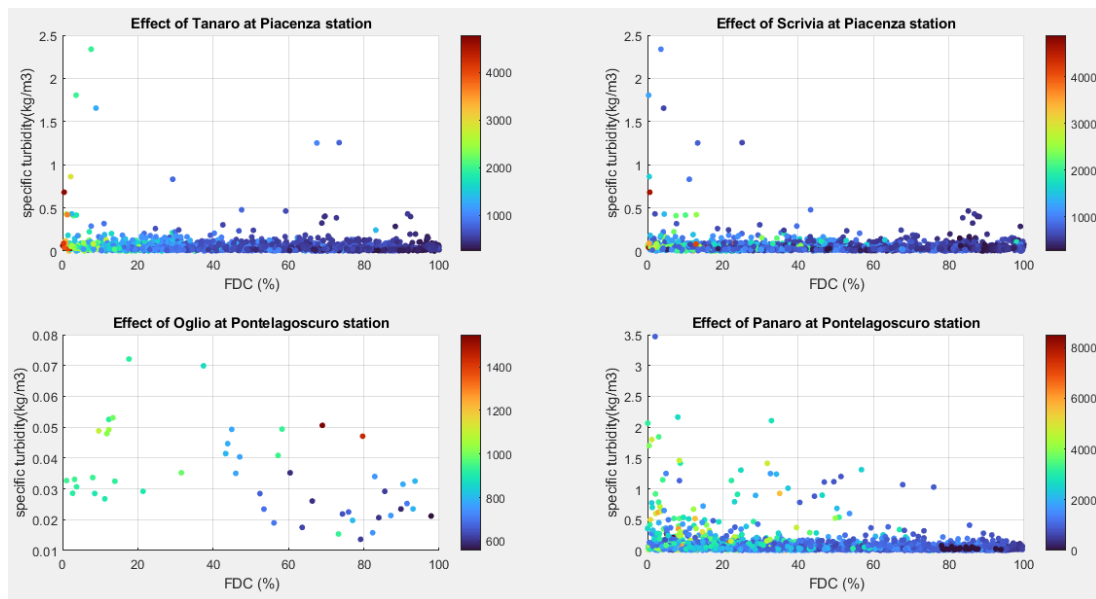 Effect of Tanaro at Piacenza station
2.5
2
1.5
1
0.5
0
specific turbidity(kg/m3)
0 20 40 60 80 100
FDC (%)
4000
3000
2000
1000
Effect of Scrivia at Piacenza station
2.5
2
1.5
1
0.5
0
specific turbidity(kg/m3)
0 20 40 60 80 100
FDC (%)
4000
3000
2000
1000
Effect of Oglio at Pontelagoscuro station
0.08
0.07
0.06
0.05
0.04
0.03
0.02
0.01
specific turbidity(kg/m3)
0 20 40 60 80 100
FDC (%)
1400
1200
1000
800
600
Effect of Panaro at Pontelagoscuro station
3.5
3
2.5
2
1.5
1
0.5
0
specific turbidity(kg/m3)
0 20 40 60 80 100
FDC (%)
8000
6000
4000
2000
0